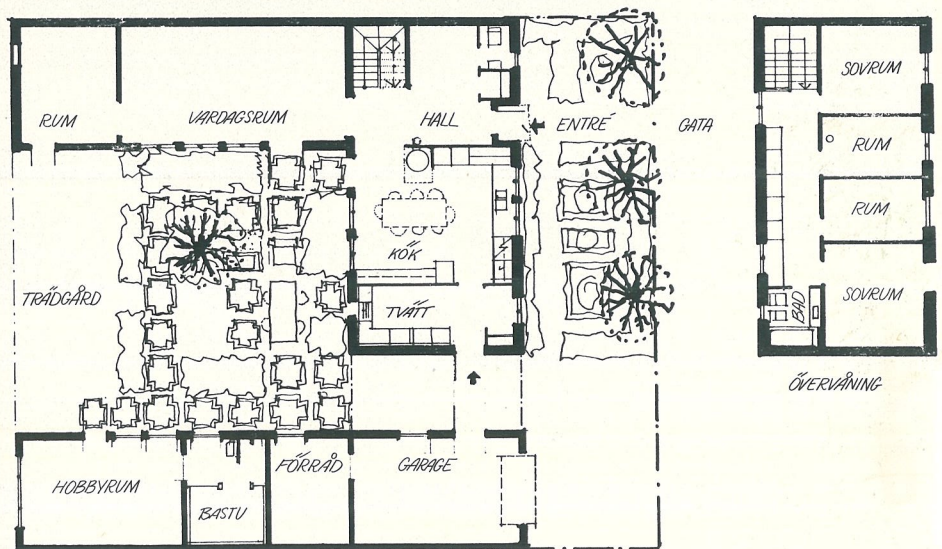 SOVRUM
RUM
VARDAGSRUM
HALL
ENTRÉ
GATA
RUM
RUM
KÖK
TRÄDGÅRD
TVÄTT
BAD
SOVRUM
ÖVERVÅNING
HOBBYRUM
BASTU
FÖRRÅD
GARAGE